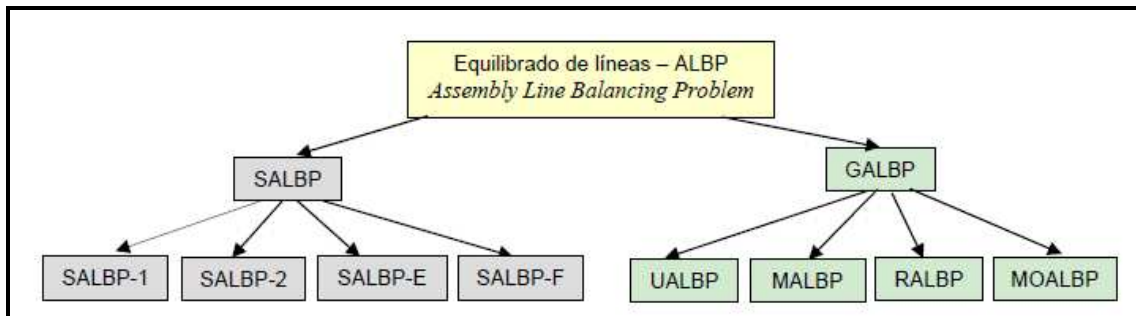 Equilibrado de líneas – ALBP
Assembly Line Balancing Problem
SALBP
GALBP
SALBP-1
SALBP-2
SALBP-E
SALBP-F
UALBP
MALBP
RALBP
MOALBP